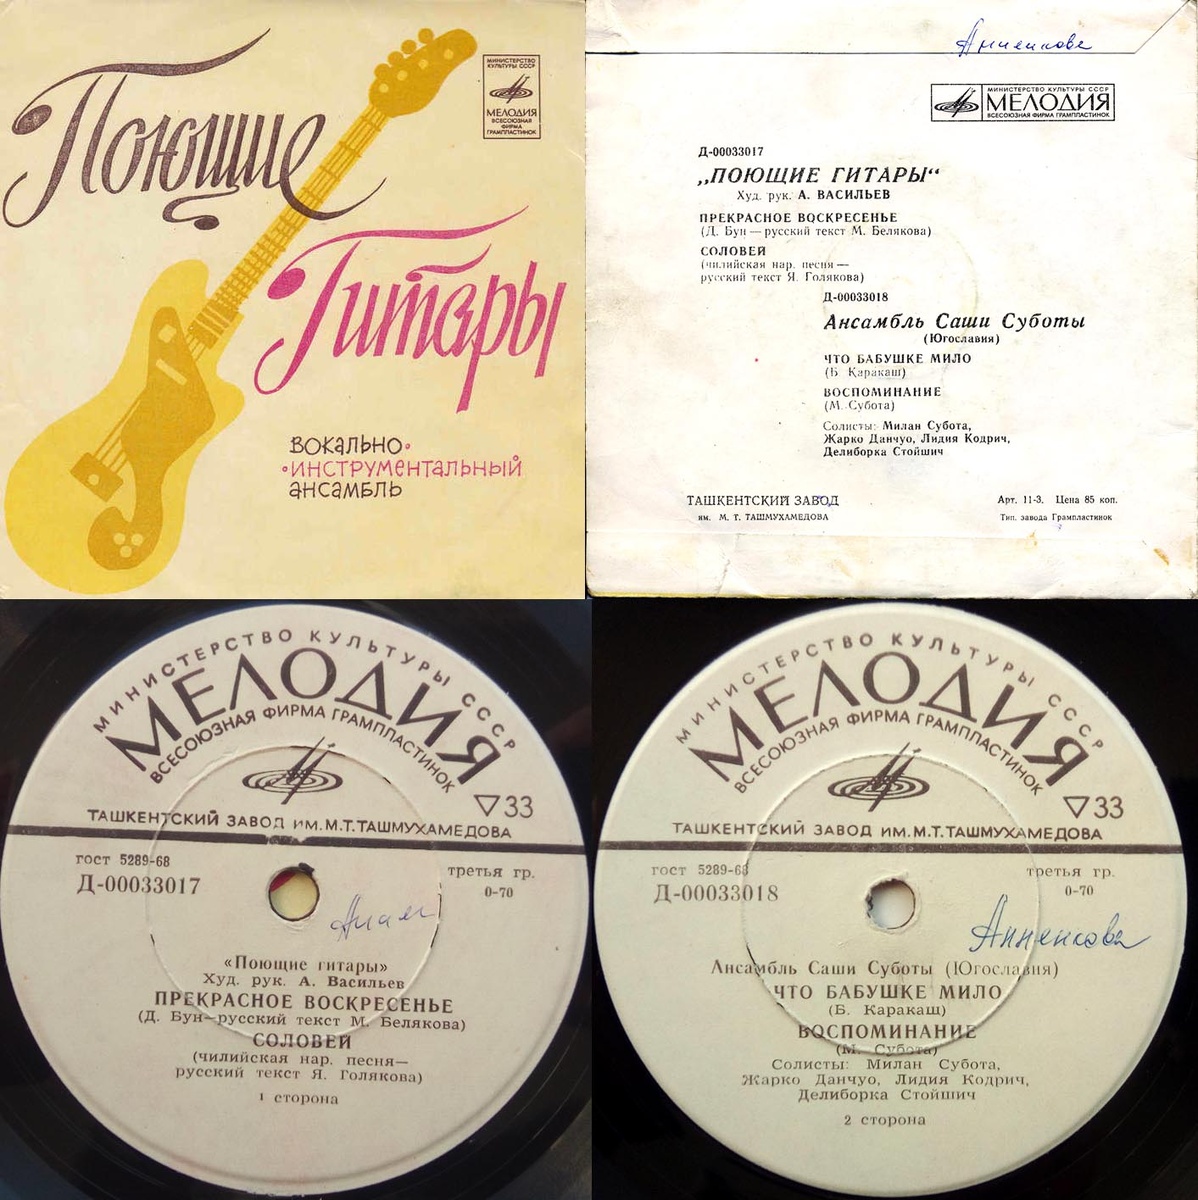 Поющие
Гитары
ВОКАЛЬНО-
-ИНСТРУМЕНТАЛЬНЫЙ
АНСАМБЛЬ
МИНИСТЕРСТВО
КУЛЬТУРЫ СССР
МЕЛОДИЯ
ВСЕСОЮЗНАЯ
ФИРМА
ГРАМПЛАСТИНОК
Анненкова
МИНИСТЕРСТВО КУЛЬТУРЫ СССР
МЕЛОДИЯ
ВСЕСОЮЗНАЯ ФИРМА ГРАМПЛАСТИНОК
Д-00033017
„ПОЮЩИЕ ГИТАРЫ“
Худ. рук. А. ВАСИЛЬЕВ
ПРЕКРАСНОЕ ВОСКРЕСЕНЬЕ
(Д. Бун — русский текст М. Белякова)
СОЛОВЕЙ
(чилийская нар. песня —
русский текст Я. Голякова)
Д-00033018
Ансамбль Саши Суботы
(Югославия)
ЧТО БАБУШКЕ МИЛО
(Б. Каракаш)
ВОСПОМИНАНИЕ
(М. Субота)
Солисты: Милан Субота,
Жарко Данчуо, Лидия Кодрич,
Делиборка Стойшич
ТАШКЕНТСКИЙ ЗАВОД
им. М. Т. ТАШМУХАМЕДОВА
Арт. 11-3. Цена 85 коп.
Тип. завода Грампластинок
МИНИСТЕРСТВО КУЛЬТУРЫ СССР
МЕЛОДИЯ
ВСЕСОЮЗНАЯ ФИРМА ГРАМПЛАСТИНОК
▽33
ТАШКЕНТСКИЙ ЗАВОД ИМ. М.Т. ТАШМУХАМЕДОВА
гост 5289-68
Д-00033017
третья гр.
0-70
«Поющие гитары»
Худ. рук. А. Васильев
ПРЕКРАСНОЕ ВОСКРЕСЕНЬЕ
(Д. Бун—русский текст М. Белякова)
СОЛОВЕЙ
(чилийская нар. песня—
русский текст Я. Голякова)
1 сторона
МИНИСТЕРСТВО КУЛЬТУРЫ СССР
МЕЛОДИЯ
ВСЕСОЮЗНАЯ ФИРМА ГРАМПЛАСТИНОК
▽33
ТАШКЕНТСКИЙ ЗАВОД ИМ. М.Т. ТАШМУХАМЕДОВА
гост 5289-68
Д-00033018
третья гр.
0-70
Анненкова
Ансамбль Саши Суботы (Югославия)
ЧТО БАБУШКЕ МИЛО
(Б. Каракаш)
ВОСПОМИНАНИЕ
(М. Субота)
Солисты: Милан Субота,
Жарко Данчуо, Лидия Кодрич,
Делиборка Стойшич
2 сторона